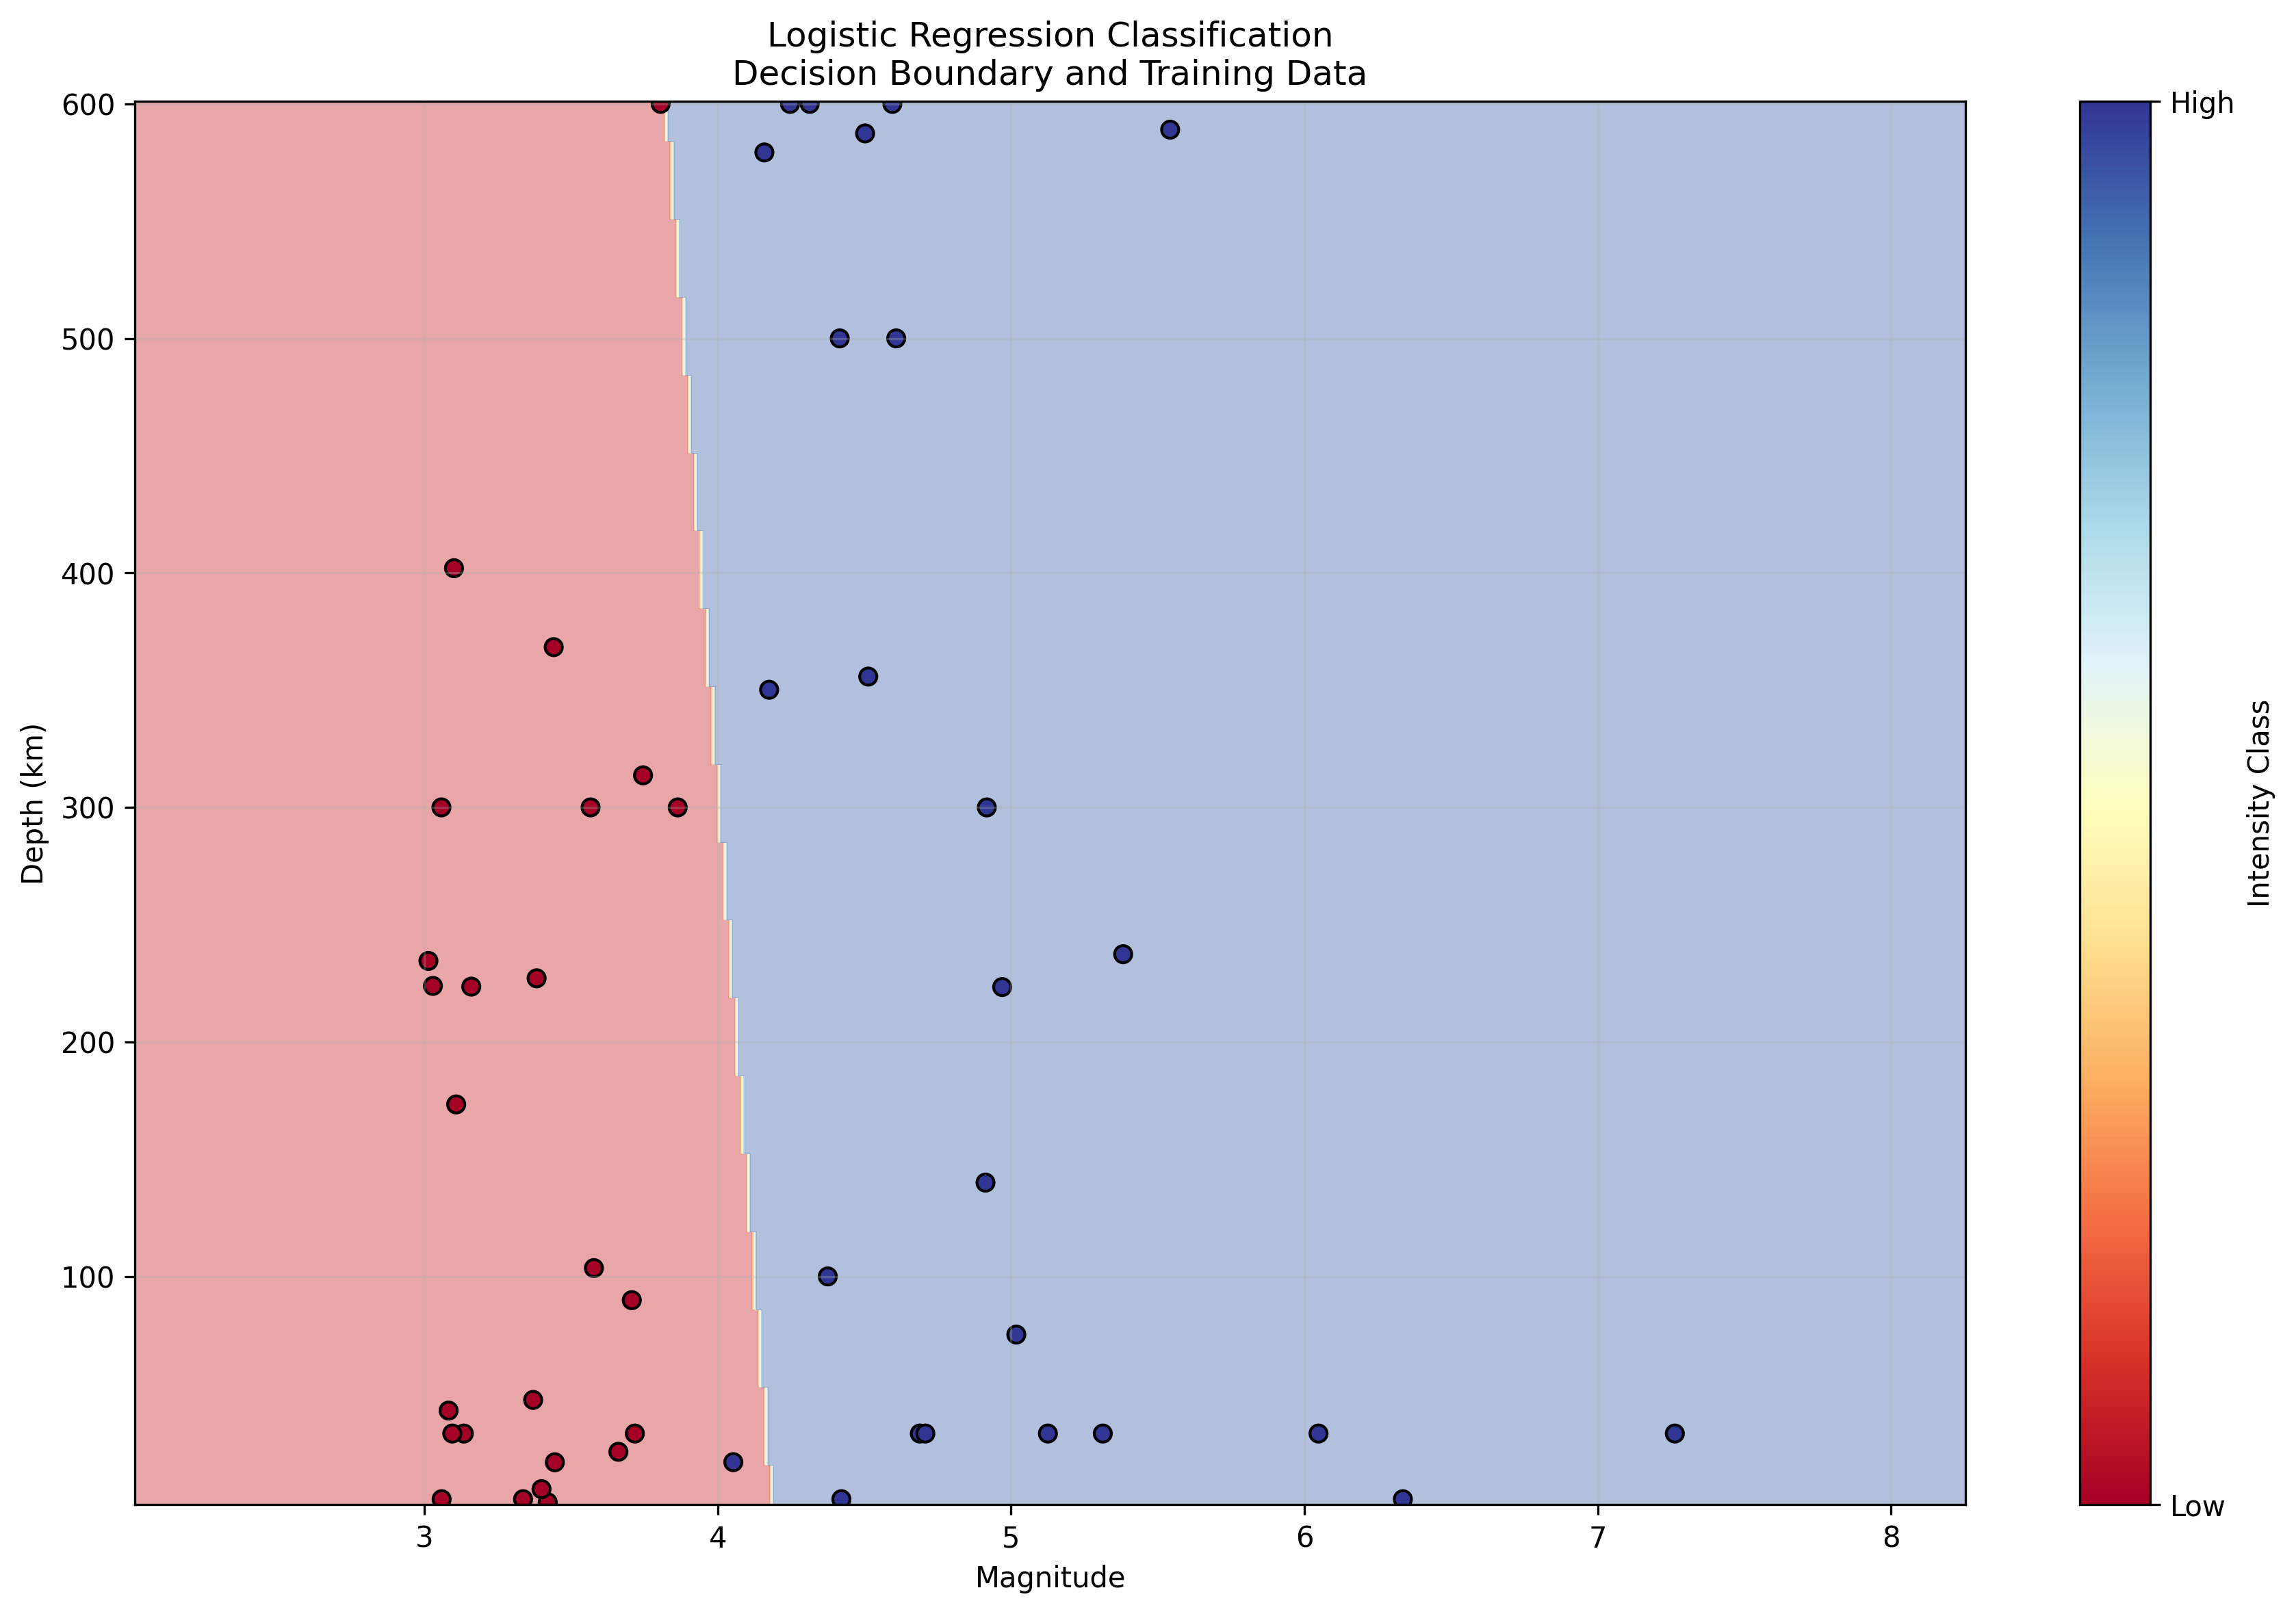 Logistic Regression Classification
Decision Boundary and Training Data
600
500
400
300
200
100
Depth (km)
3
4
5
6
7
8
Magnitude
High
Low
Intensity Class